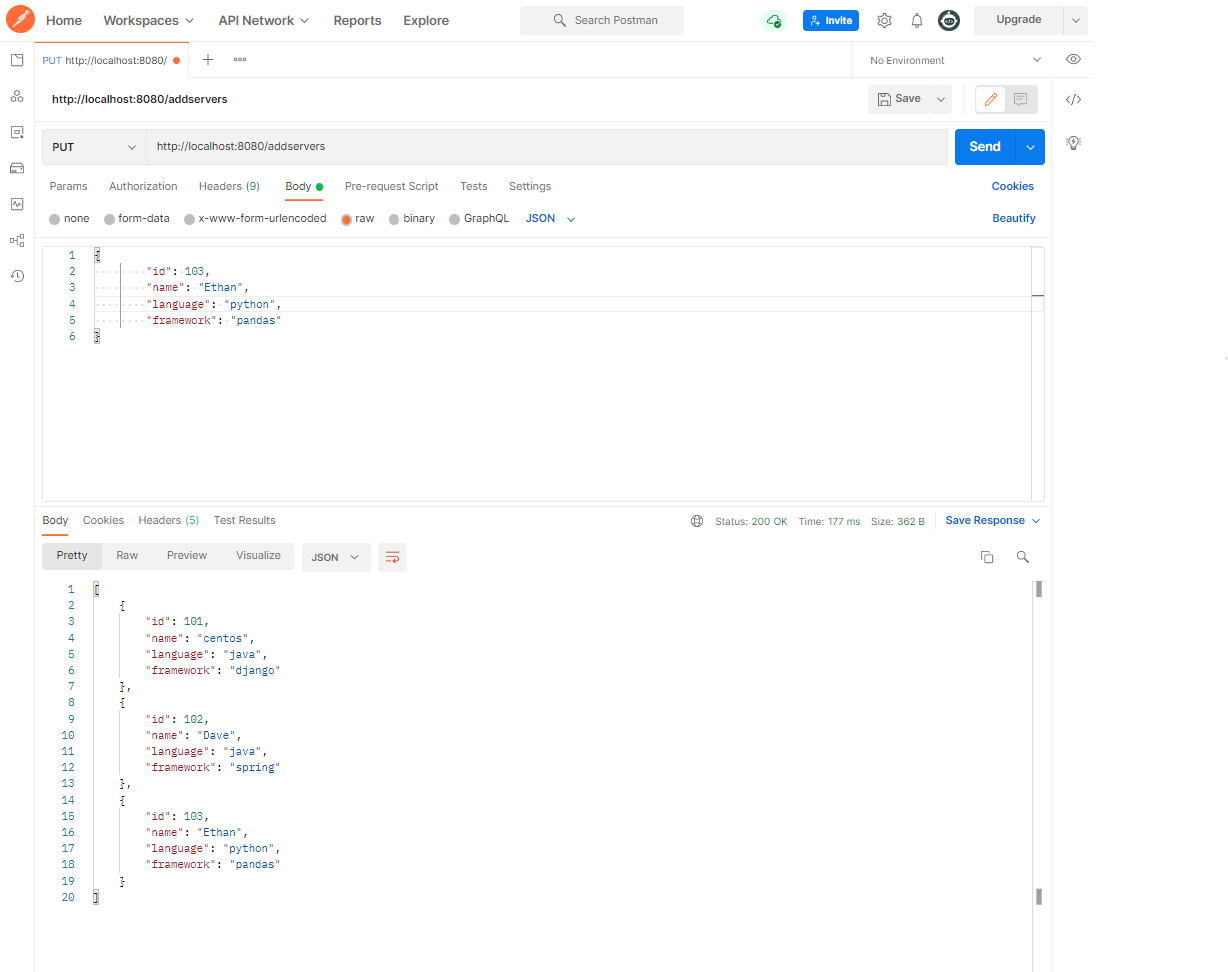 Home Workspaces API Network Reports Explore Search Postman Invite Upgrade
PUT http://localhost:8080/ No Environment
http://localhost:8080/addservers Save
PUT http://localhost:8080/addservers Send
Params Authorization Headers (9) Body Pre-request Script Tests Settings Cookies
none form-data x-www-form-urlencoded raw binary GraphQL JSON Beautify
1 {
2 "id": 103,
3 "name": "Ethan",
4 "language": "python",
5 "framework": "pandas"
6 }
Body Cookies Headers (5) Test Results Status: 200 OK Time: 177 ms Size: 362 B Save Response
Pretty Raw Preview Visualize JSON
1 [
2 {
3 "id": 101,
4 "name": "centos",
5 "language": "java",
6 "framework": "django"
7 },
8 {
9 "id": 102,
10 "name": "Dave",
11 "language": "java",
12 "framework": "spring"
13 },
14 {
15 "id": 103,
16 "name": "Ethan",
17 "language": "python",
18 "framework": "pandas"
19 }
20 ]